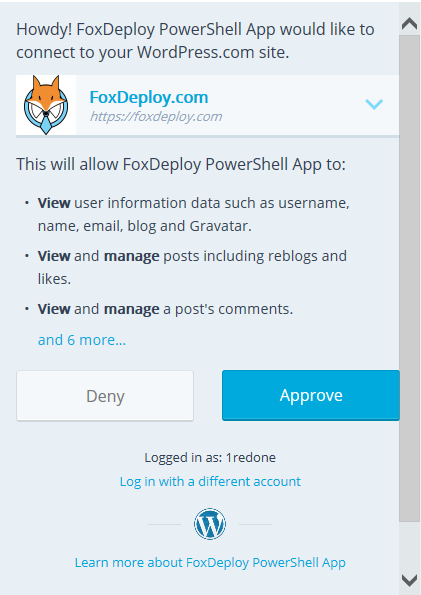 Howdy! FoxDeploy PowerShell App would like to
connect to your WordPress.com site.
FoxDeploy.com
https://foxdeploy.com
This will allow FoxDeploy PowerShell App to:
• View user information data such as username,
name, email, blog and Gravatar.
• View and manage posts including reblogs and
likes.
• View and manage a post's comments.
and 6 more...
Deny
Approve
Logged in as: 1redone
Log in with a different account
Learn more about FoxDeploy PowerShell App